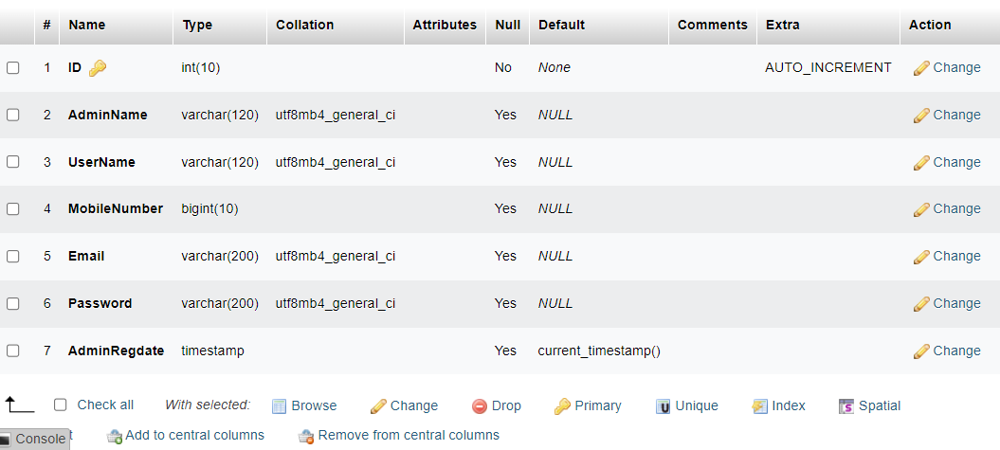 # Name Type Collation Attributes Null Default Comments Extra Action
1 ID int(10) No None AUTO_INCREMENT Change
2 AdminName varchar(120) utf8mb4_general_ci Yes NULL Change
3 UserName varchar(120) utf8mb4_general_ci Yes NULL Change
4 MobileNumber bigint(10) Yes NULL Change
5 Email varchar(200) utf8mb4_general_ci Yes NULL Change
6 Password varchar(200) utf8mb4_general_ci Yes NULL Change
7 AdminRegdate timestamp Yes current_timestamp() Change
Check all With selected: Browse Change Drop Primary Unique Index Spatial
Console Add to central columns Remove from central columns